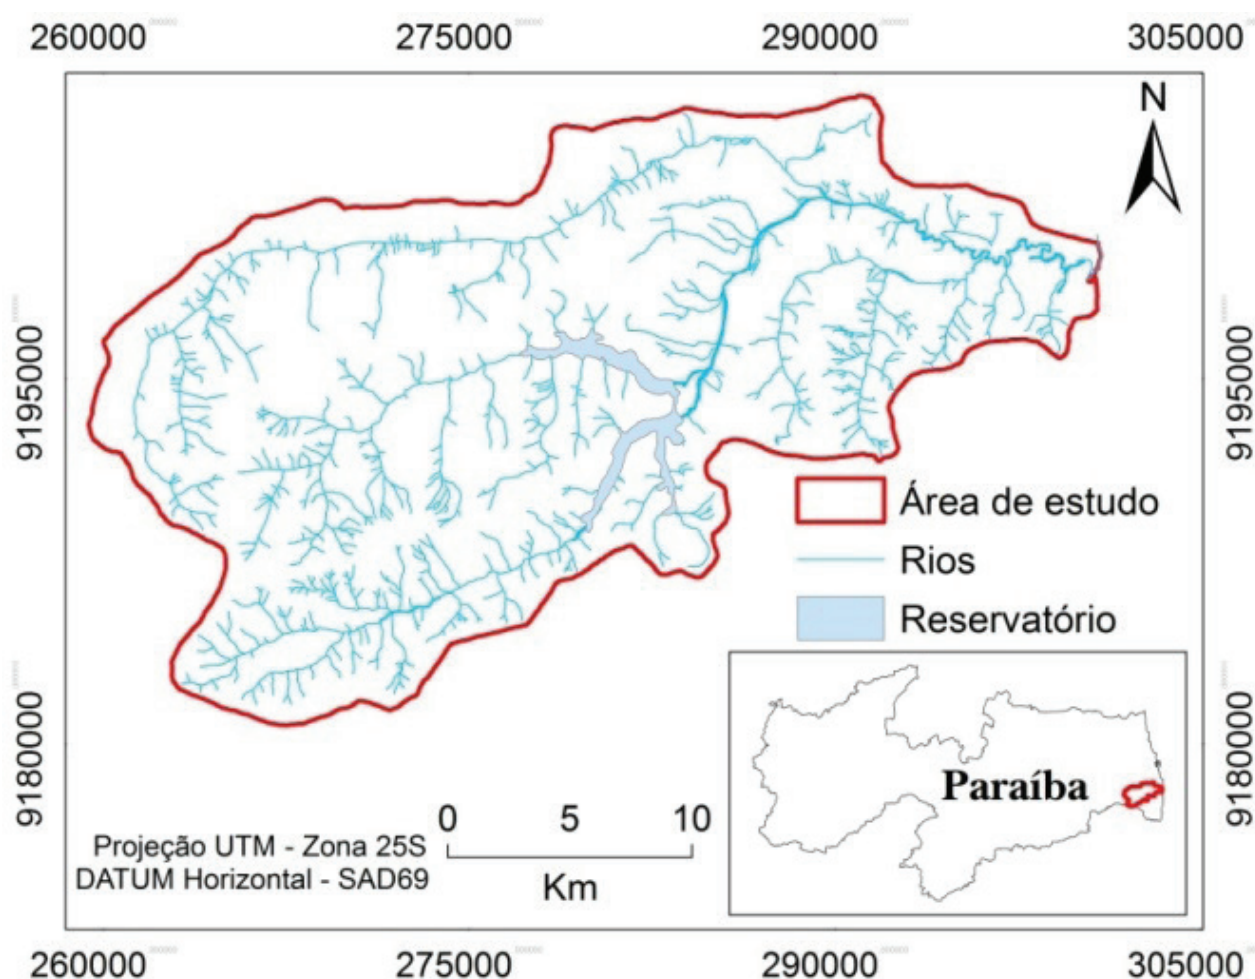 260000 275000 290000 305000
N
9195000
9195000
Área de estudo
Rios
Reservatório
9180000
9180000
Paraíba
0 5 10
Km
Projeção UTM - Zona 25S
DATUM Horizontal - SAD69
260000 275000 290000 305000